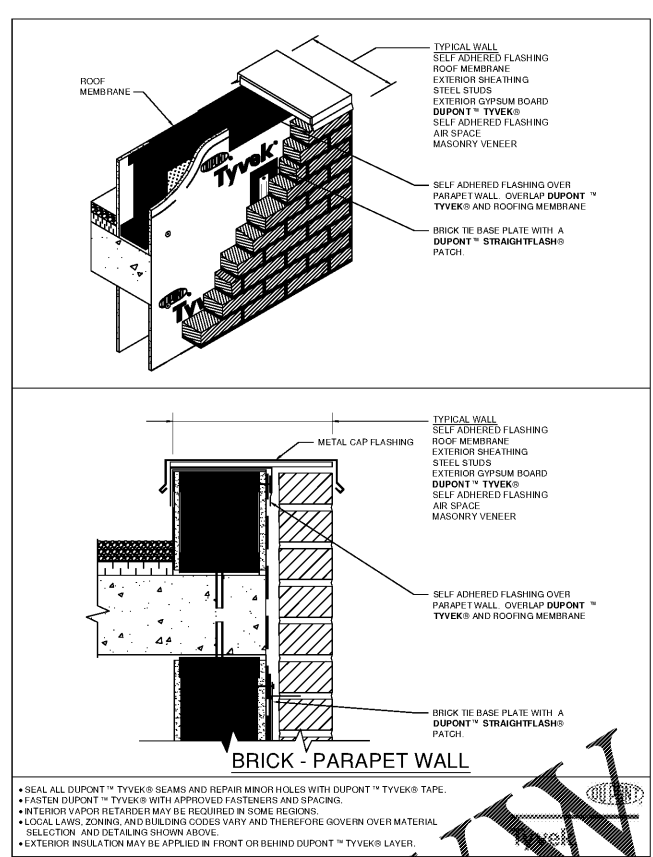 TYPICAL WALL
SELF ADHERED FLASHING
ROOF MEMBRANE
EXTERIOR SHEATHING
STEEL STUDS
EXTERIOR GYPSUM BOARD
DUPONT™ TYVEK®
SELF ADHERED FLASHING
AIR SPACE
MASONRY VENEER
ROOF
MEMBRANE
DUPONT
Tyvek®
SELF ADHERED FLASHING OVER
PARAPET WALL. OVERLAP DUPONT ™
TYVEK® AND ROOFING MEMBRANE
BRICK TIE BASE PLATE WITH A
DUPONT™ STRAIGHTFLASH®
PATCH.
DUPONT
Tyv
TYPICAL WALL
SELF ADHERED FLASHING
ROOF MEMBRANE
EXTERIOR SHEATHING
STEEL STUDS
EXTERIOR GYPSUM BOARD
DUPONT™ TYVEK®
SELF ADHERED FLASHING
AIR SPACE
MASONRY VENEER
METAL CAP FLASHING
SELF ADHERED FLASHING OVER
PARAPET WALL. OVERLAP DUPONT ™
TYVEK® AND ROOFING MEMBRANE
BRICK TIE BASE PLATE WITH A
DUPONT™ STRAIGHTFLASH®
PATCH.
BRICK - PARAPET WALL
• SEAL ALL DUPONT™ TYVEK® SEAMS AND REPAIR MINOR HOLES WITH DUPONT™ TYVEK® TAPE.
• FASTEN DUPONT™ TYVEK® WITH APPROVED FASTENERS AND SPACING.
• INTERIOR VAPOR RETARDER MAY BE REQUIRED IN SOME REGIONS.
• LOCAL LAWS, ZONING, AND BUILDING CODES VARY AND THEREFORE GOVERN OVER MATERIAL
SELECTION AND DETAILING SHOWN ABOVE.
• EXTERIOR INSULATION MAY BE APPLIED IN FRONT OR BEHIND DUPONT™ TYVEK® LAYER.
DUPONT
Tyvek
W